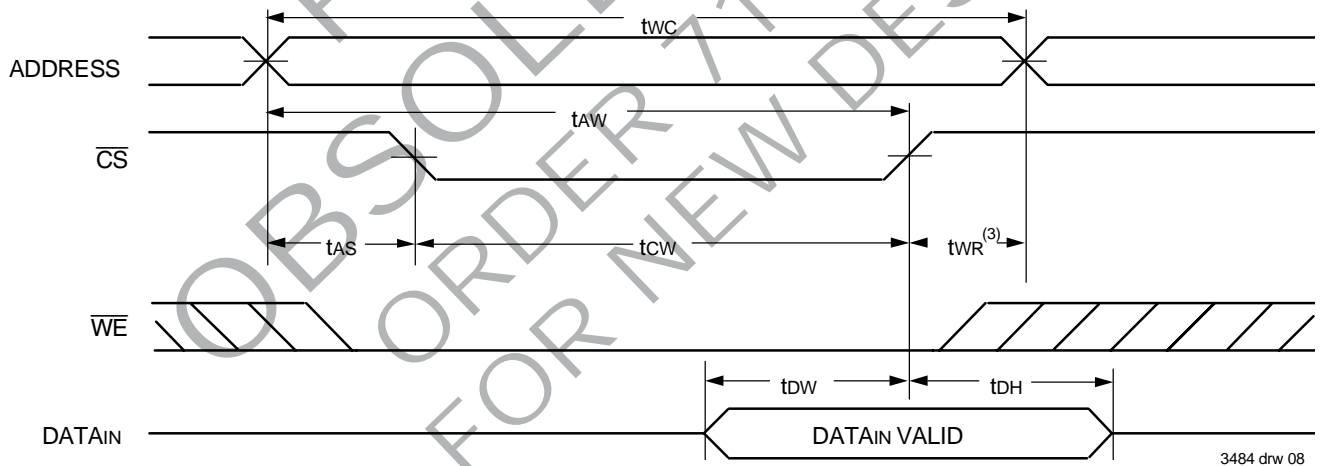 OBSOLE
ORDER 71
FOR NEW DES
tWC
ADDRESS
tAW
CS
tAS
tCW
tWR(3)
WE
tDW
tDH
DATAIN
DATAIN VALID
3484 drw 08